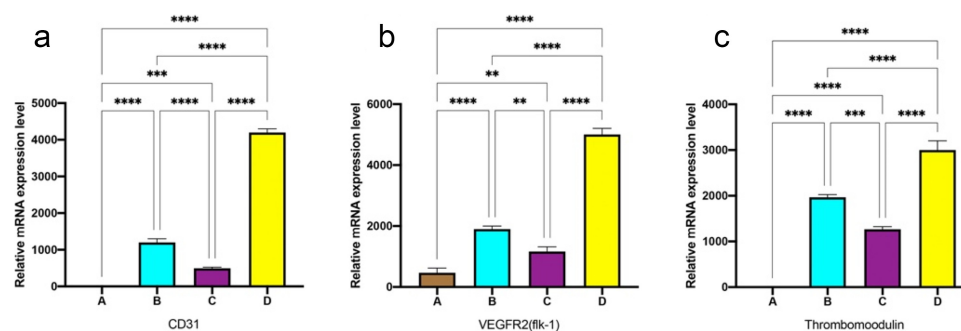 a
****
****
***
**** **** ****
Relative mRNA expression level
5000
4000
3000
2000
1000
0
A B C D
CD31
b
****
****
**
**** ** ****
Relative mRNA expression level
6000
4000
2000
0
A B C D
VEGFR2(flk-1)
c
****
****
****
**** *** ****
Relative mRNA expression level
4000
3000
2000
1000
0
A B C D
Thrombomoodulin